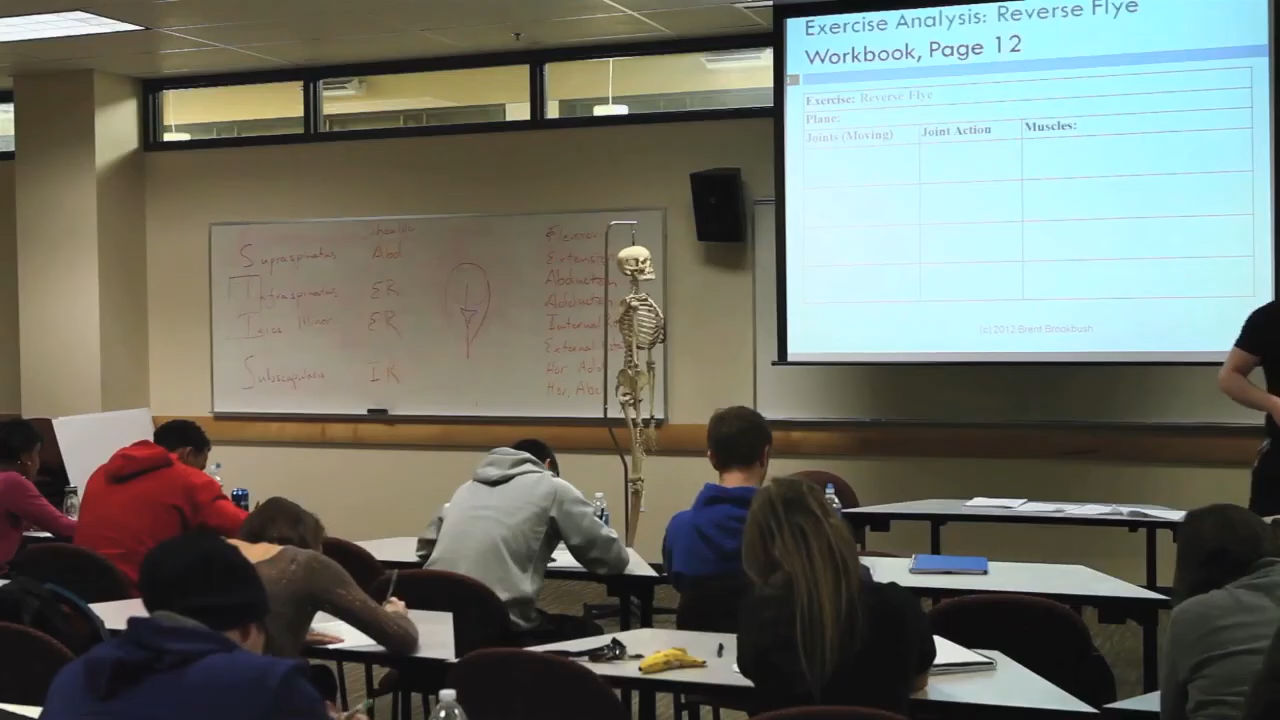 Exercise Analysis: Reverse Flye
Workbook, Page 12
Exercise: Reverse Flye
Plane:
Joints (Moving) Joint Action Muscles:
(c) 2012 Brent Brookbush
Supraspinatus Abd
Infraspinatus ER
Teres Minor ER
Subscapularis IR
Extension
Abduction
Adduction
Internal
External
Hor Add
Hor, Abd